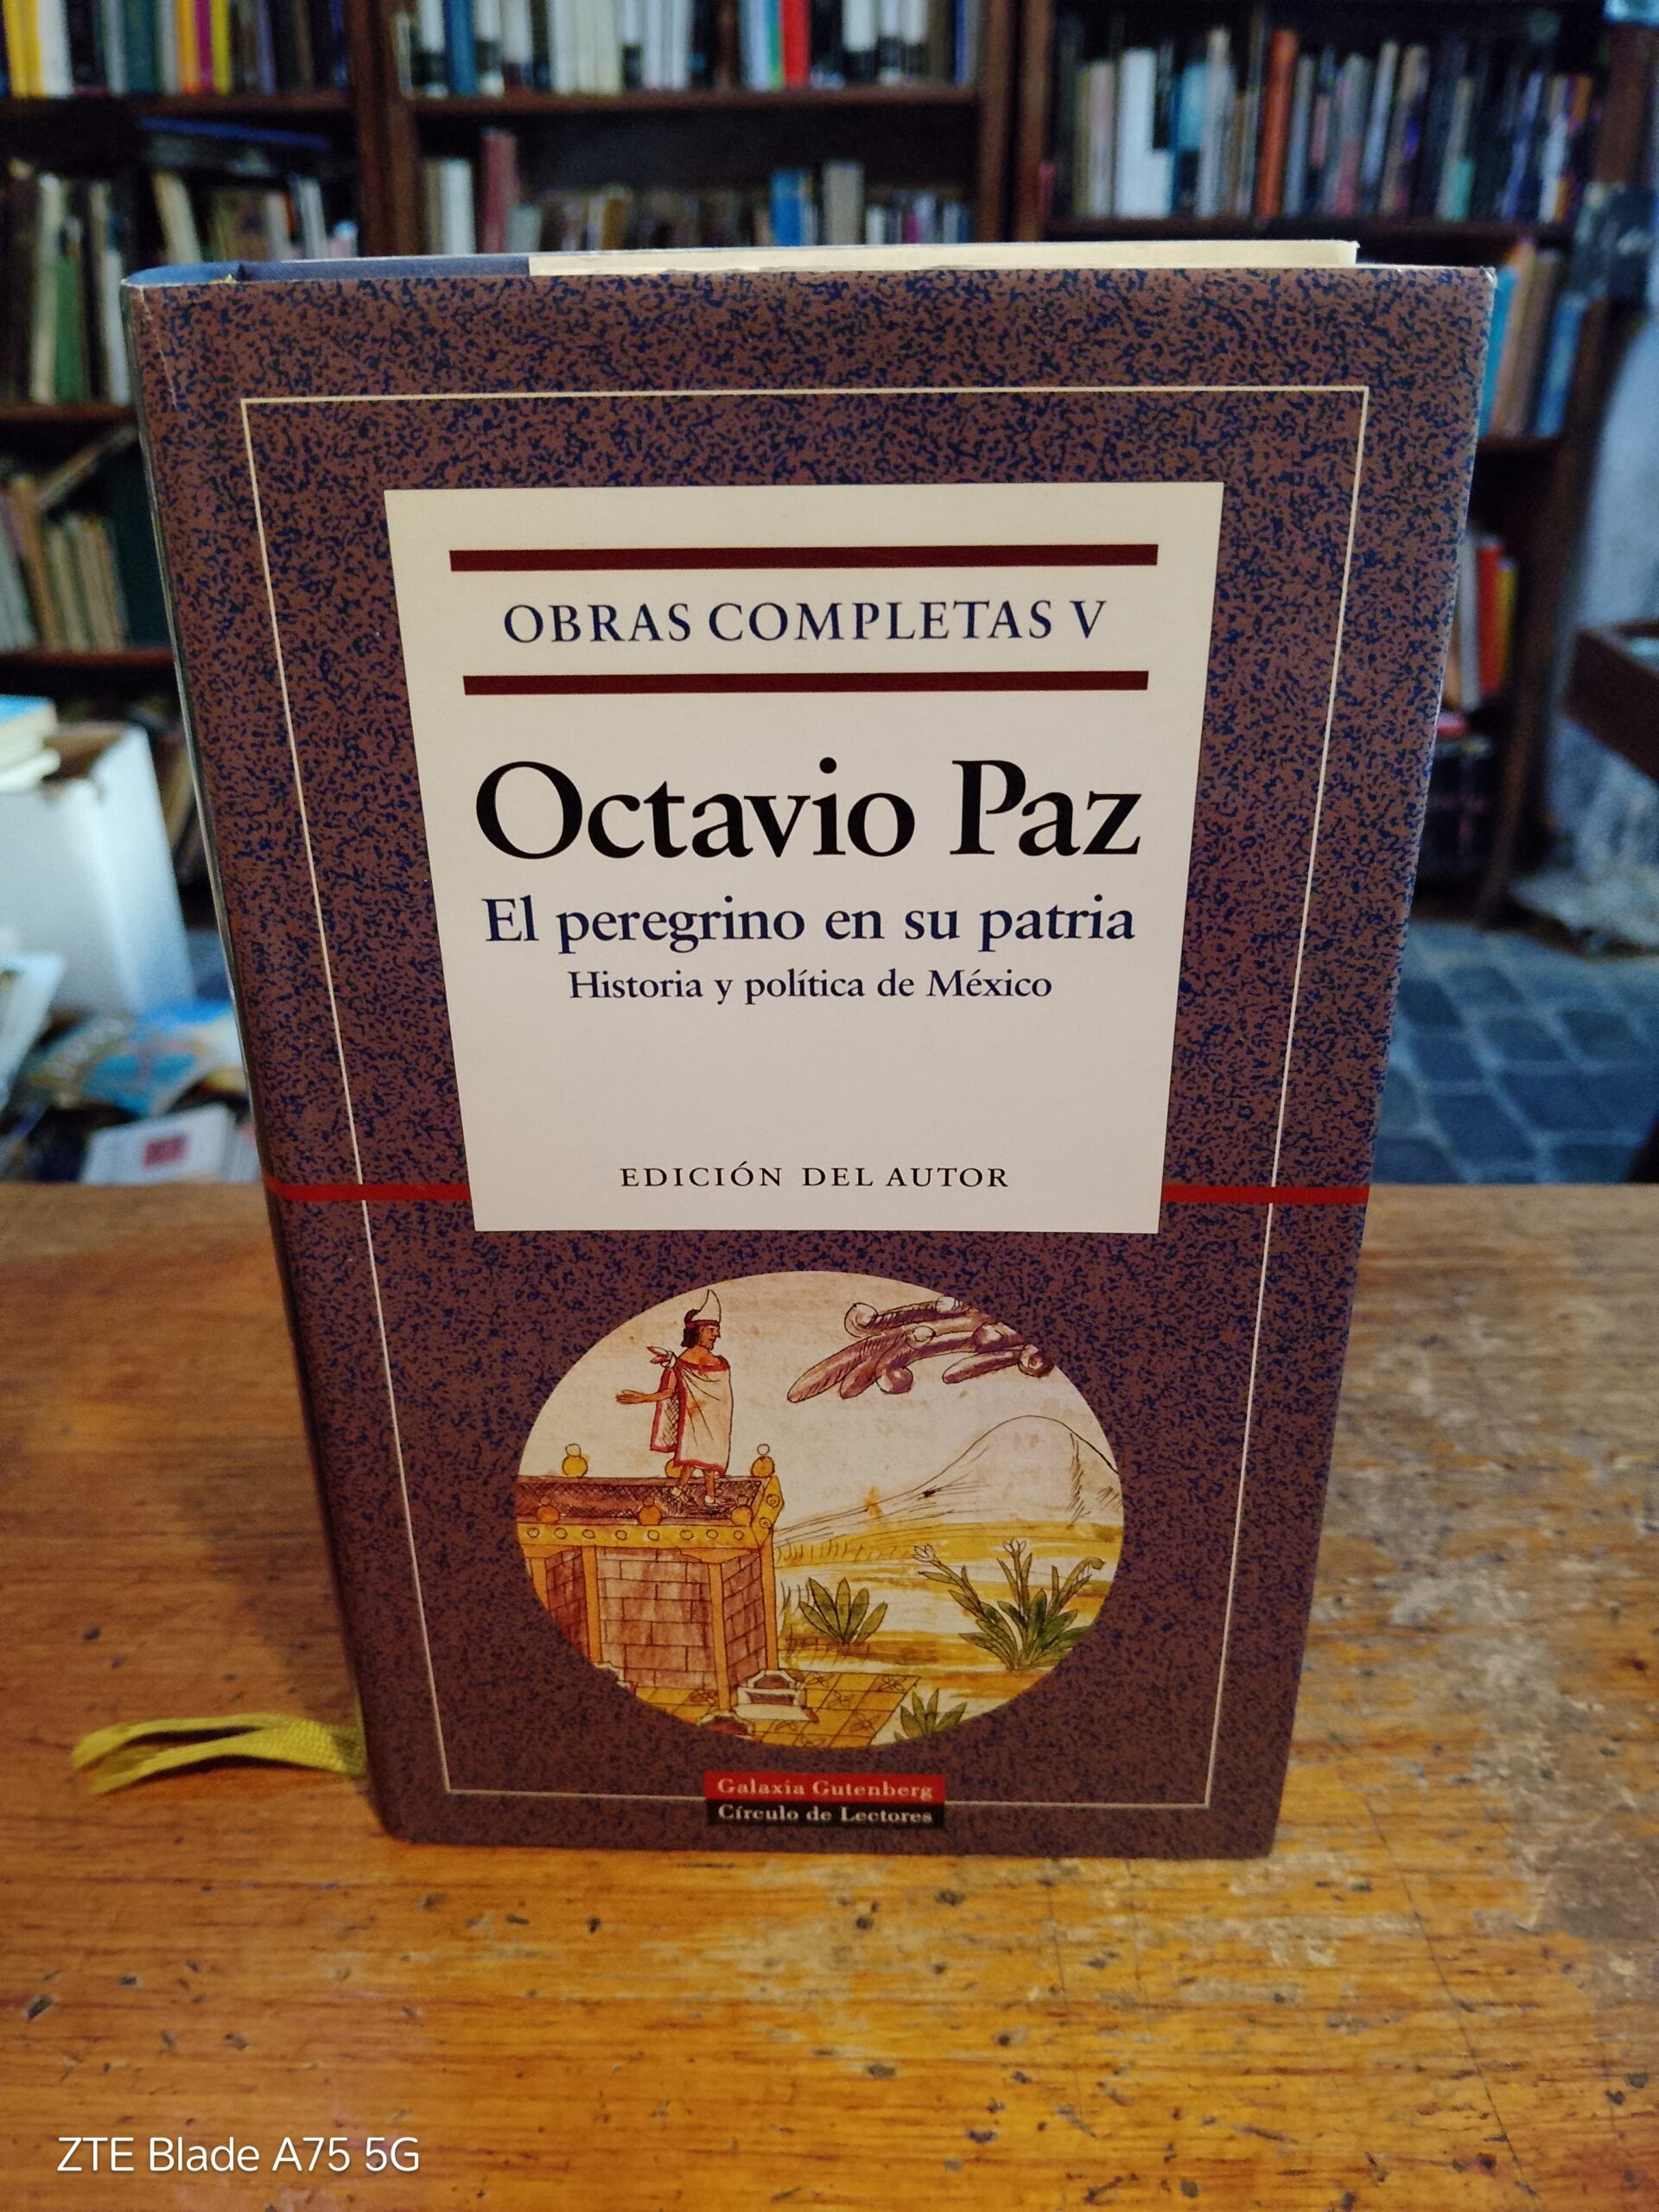 OBRAS COMPLETAS V
Octavio Paz
El peregrino en su patria
Historia y política de México
EDICIÓN DEL AUTOR
Galaxia Gutenberg
Círculo de Lectores
ZTE Blade A75 5G